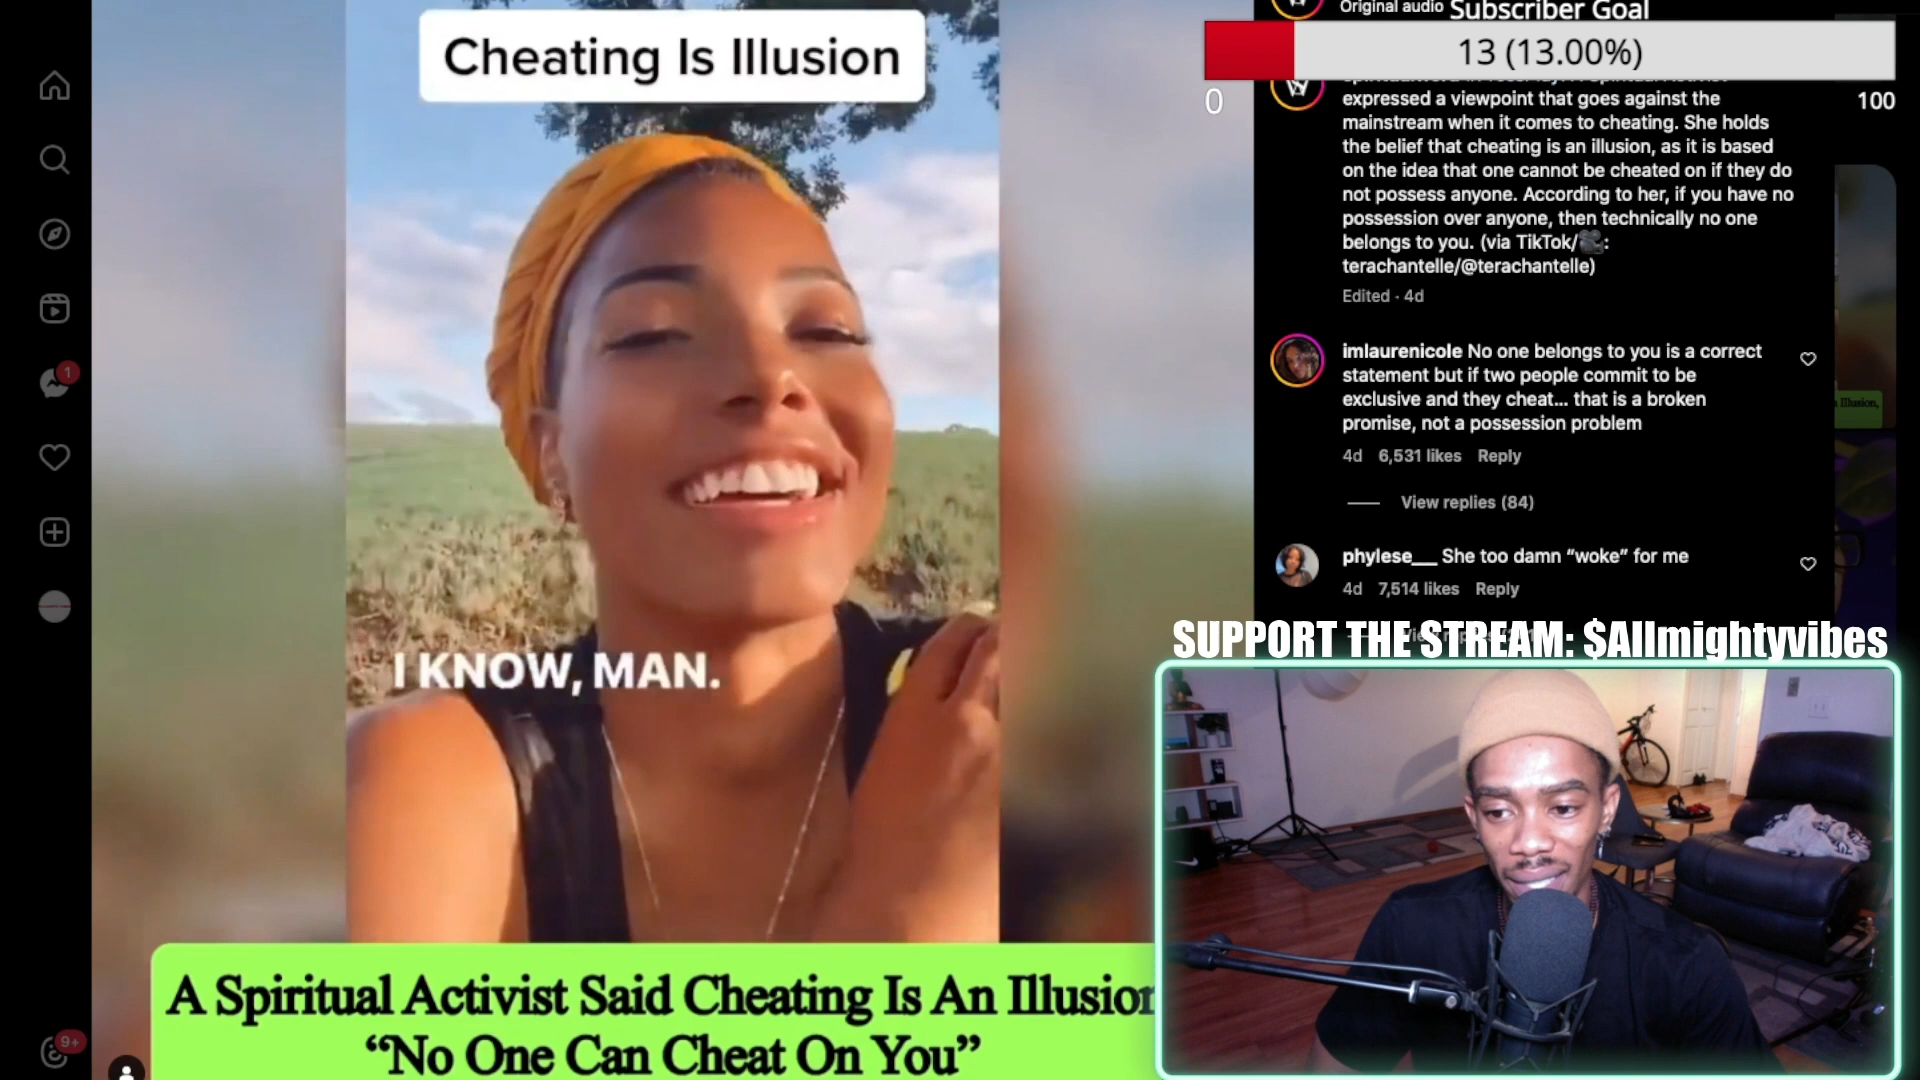 Cheating Is Illusion
I KNOW, MAN.
A Spiritual Activist Said Cheating Is An Illusion
“No One Can Cheat On You”
1
9+
Original audio
Subscriber Goal
13 (13.00%)
0
100
expressed a viewpoint that goes against the
mainstream when it comes to cheating. She holds
the belief that cheating is an illusion, as it is based
on the idea that one cannot be cheated on if they do
not possess anyone. According to her, if you have no
possession over anyone, then technically no one
belongs to you. (via TikTok/🎥:
terachantelle/@terachantelle)
Edited · 4d
imlaurenicole No one belongs to you is a correct
statement but if two people commit to be
exclusive and they cheat... that is a broken
promise, not a possession problem
4d 6,531 likes Reply
View replies (84)
phylese__ She too damn “woke” for me
4d 7,514 likes Reply
SUPPORT THE STREAM: $Allmightyvibes
Illusion,